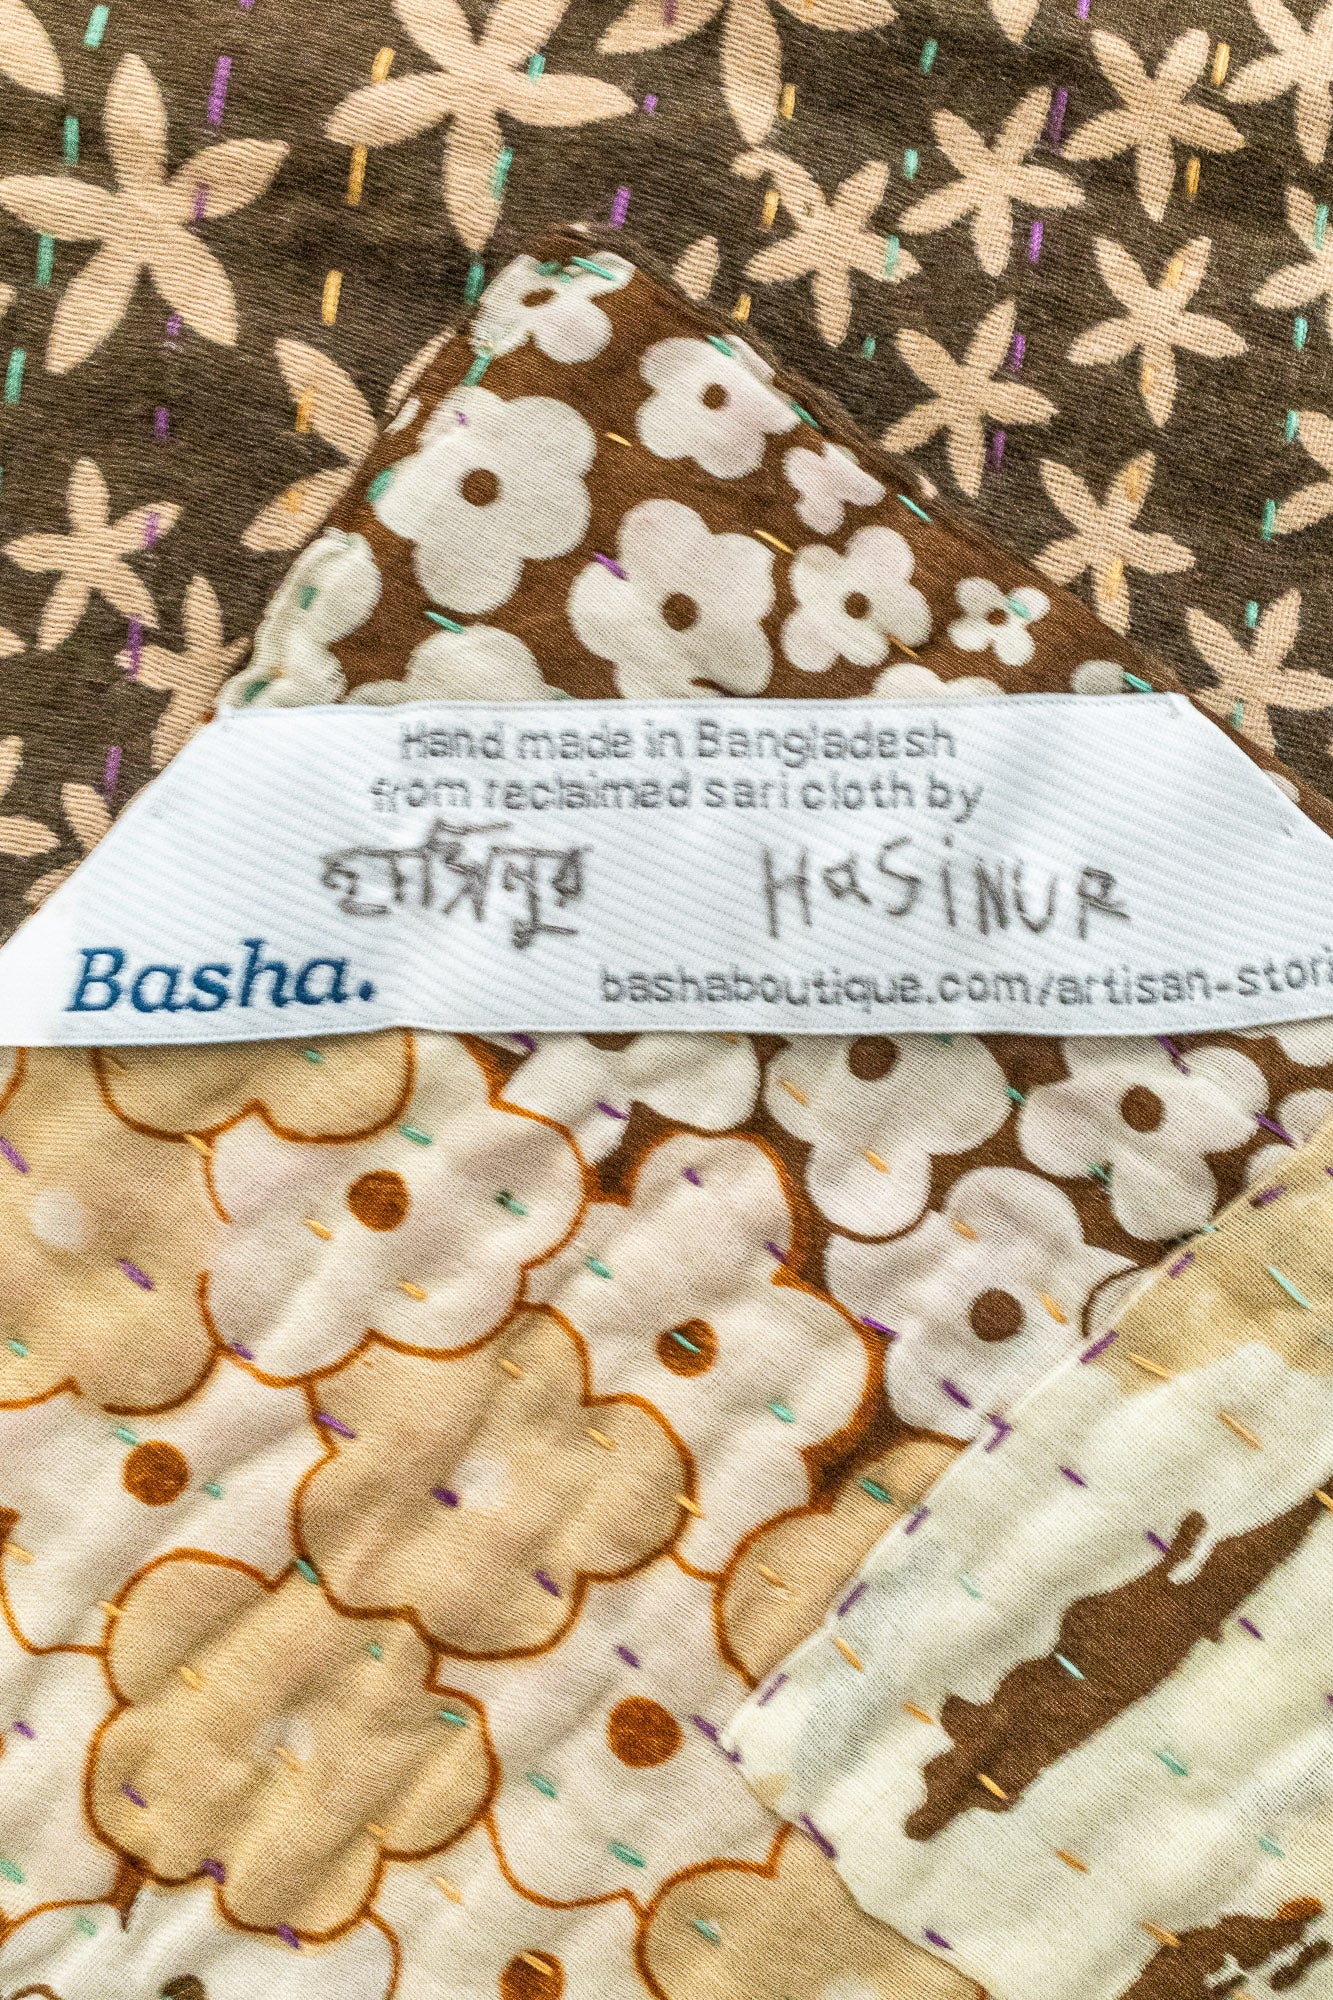 Hand made in Bangladesh
from reclaimed sari cloth by
হাসিনুর HaSiNUR
Basha.
bashaboutique.com/artisan-stori